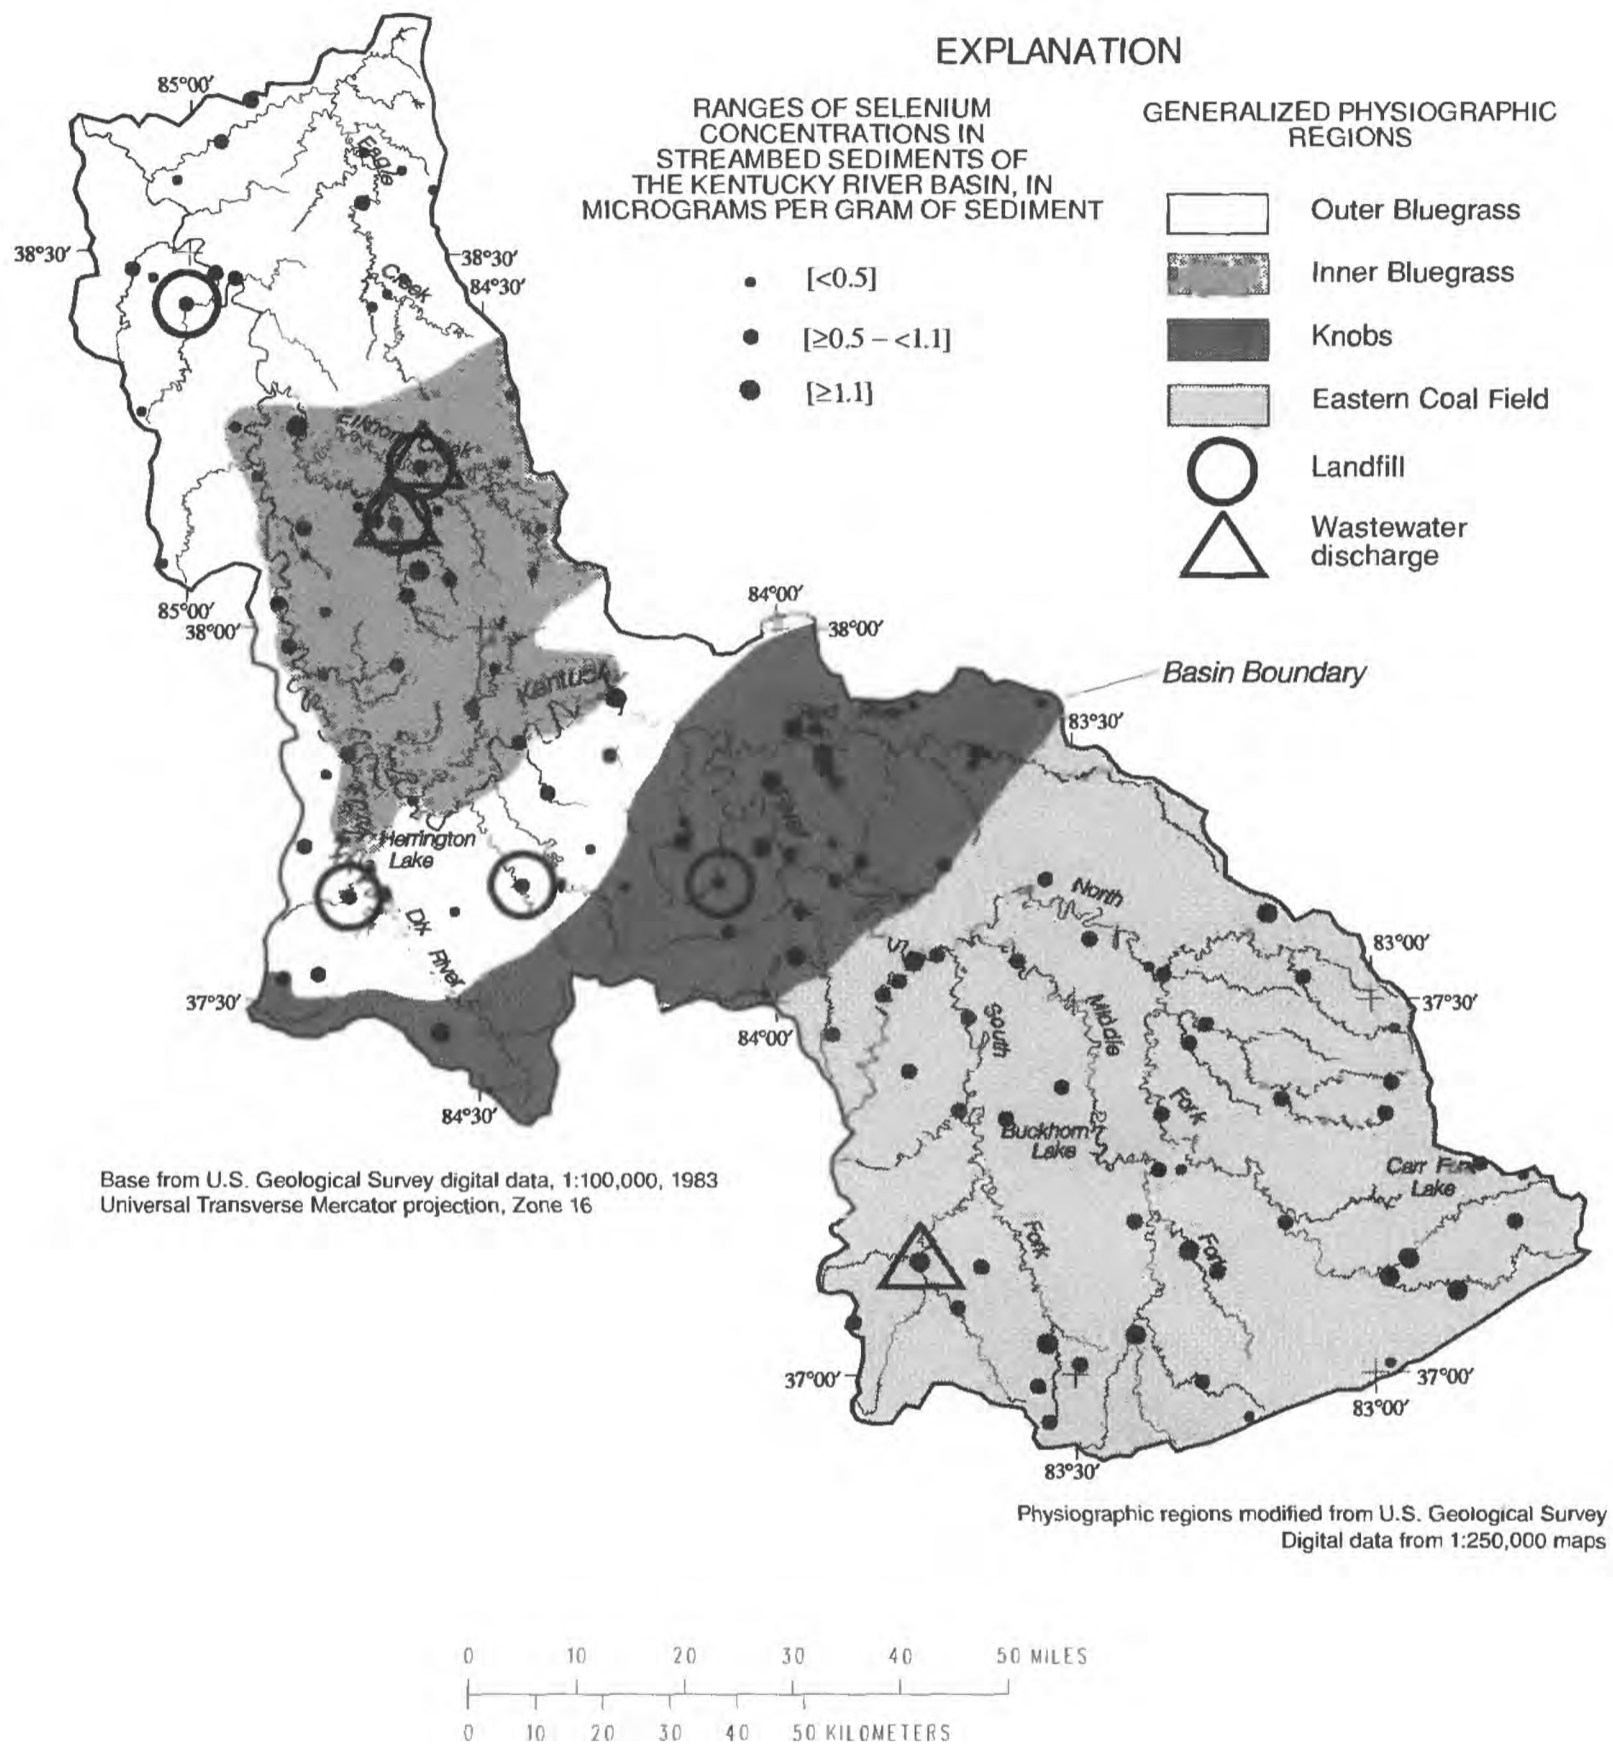 EXPLANATION
RANGES OF SELENIUM
CONCENTRATIONS IN
STREAMBED SEDIMENTS OF
THE KENTUCKY RIVER BASIN, IN
MICROGRAMS PER GRAM OF SEDIMENT
[<0.5]
[≥0.5 – <1.1]
[≥1.1]
GENERALIZED PHYSIOGRAPHIC
REGIONS
Outer Bluegrass
Inner Bluegrass
Knobs
Eastern Coal Field
Landfill
Wastewater
discharge
85°00′
Eagle
38°30′
38°30′
Creek
84°30′
Elkhorn Creek
85°00′
38°00′
84°00′
38°00′
Basin Boundary
83°30′
Kentucky
River
Herrington
Lake
Dix
River
North
83°00′
37°30′
37°30′
84°00′
South
Middle
84°30′
Fork
Buckhorn
Lake
Carr Fork
Lake
Fork
Fork
37°00′
37°00′
83°00′
83°30′
Base from U.S. Geological Survey digital data, 1:100,000, 1983
Universal Transverse Mercator projection, Zone 16
Physiographic regions modified from U.S. Geological Survey
Digital data from 1:250,000 maps
0 10 20 30 40 50 MILES
0 10 20 30 40 50 KILOMETERS